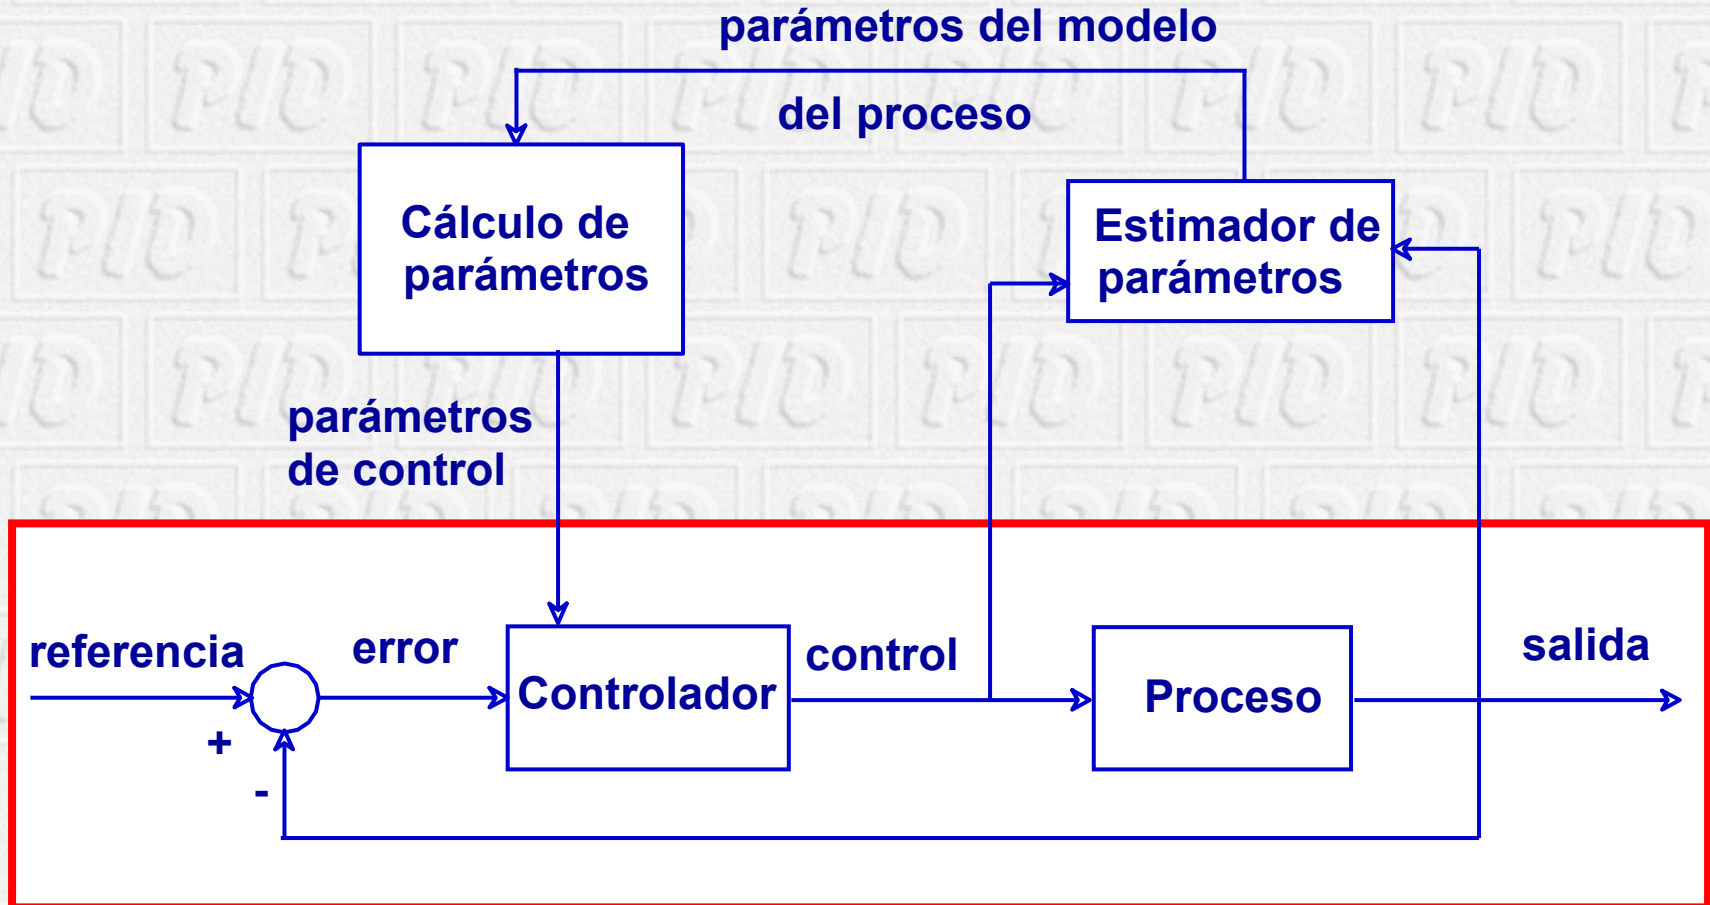 parámetros del modelo
del proceso
Cálculo de
parámetros
Estimador de
parámetros
parámetros
de control
referencia
error
Controlador
control
Proceso
salida
+
-
PID